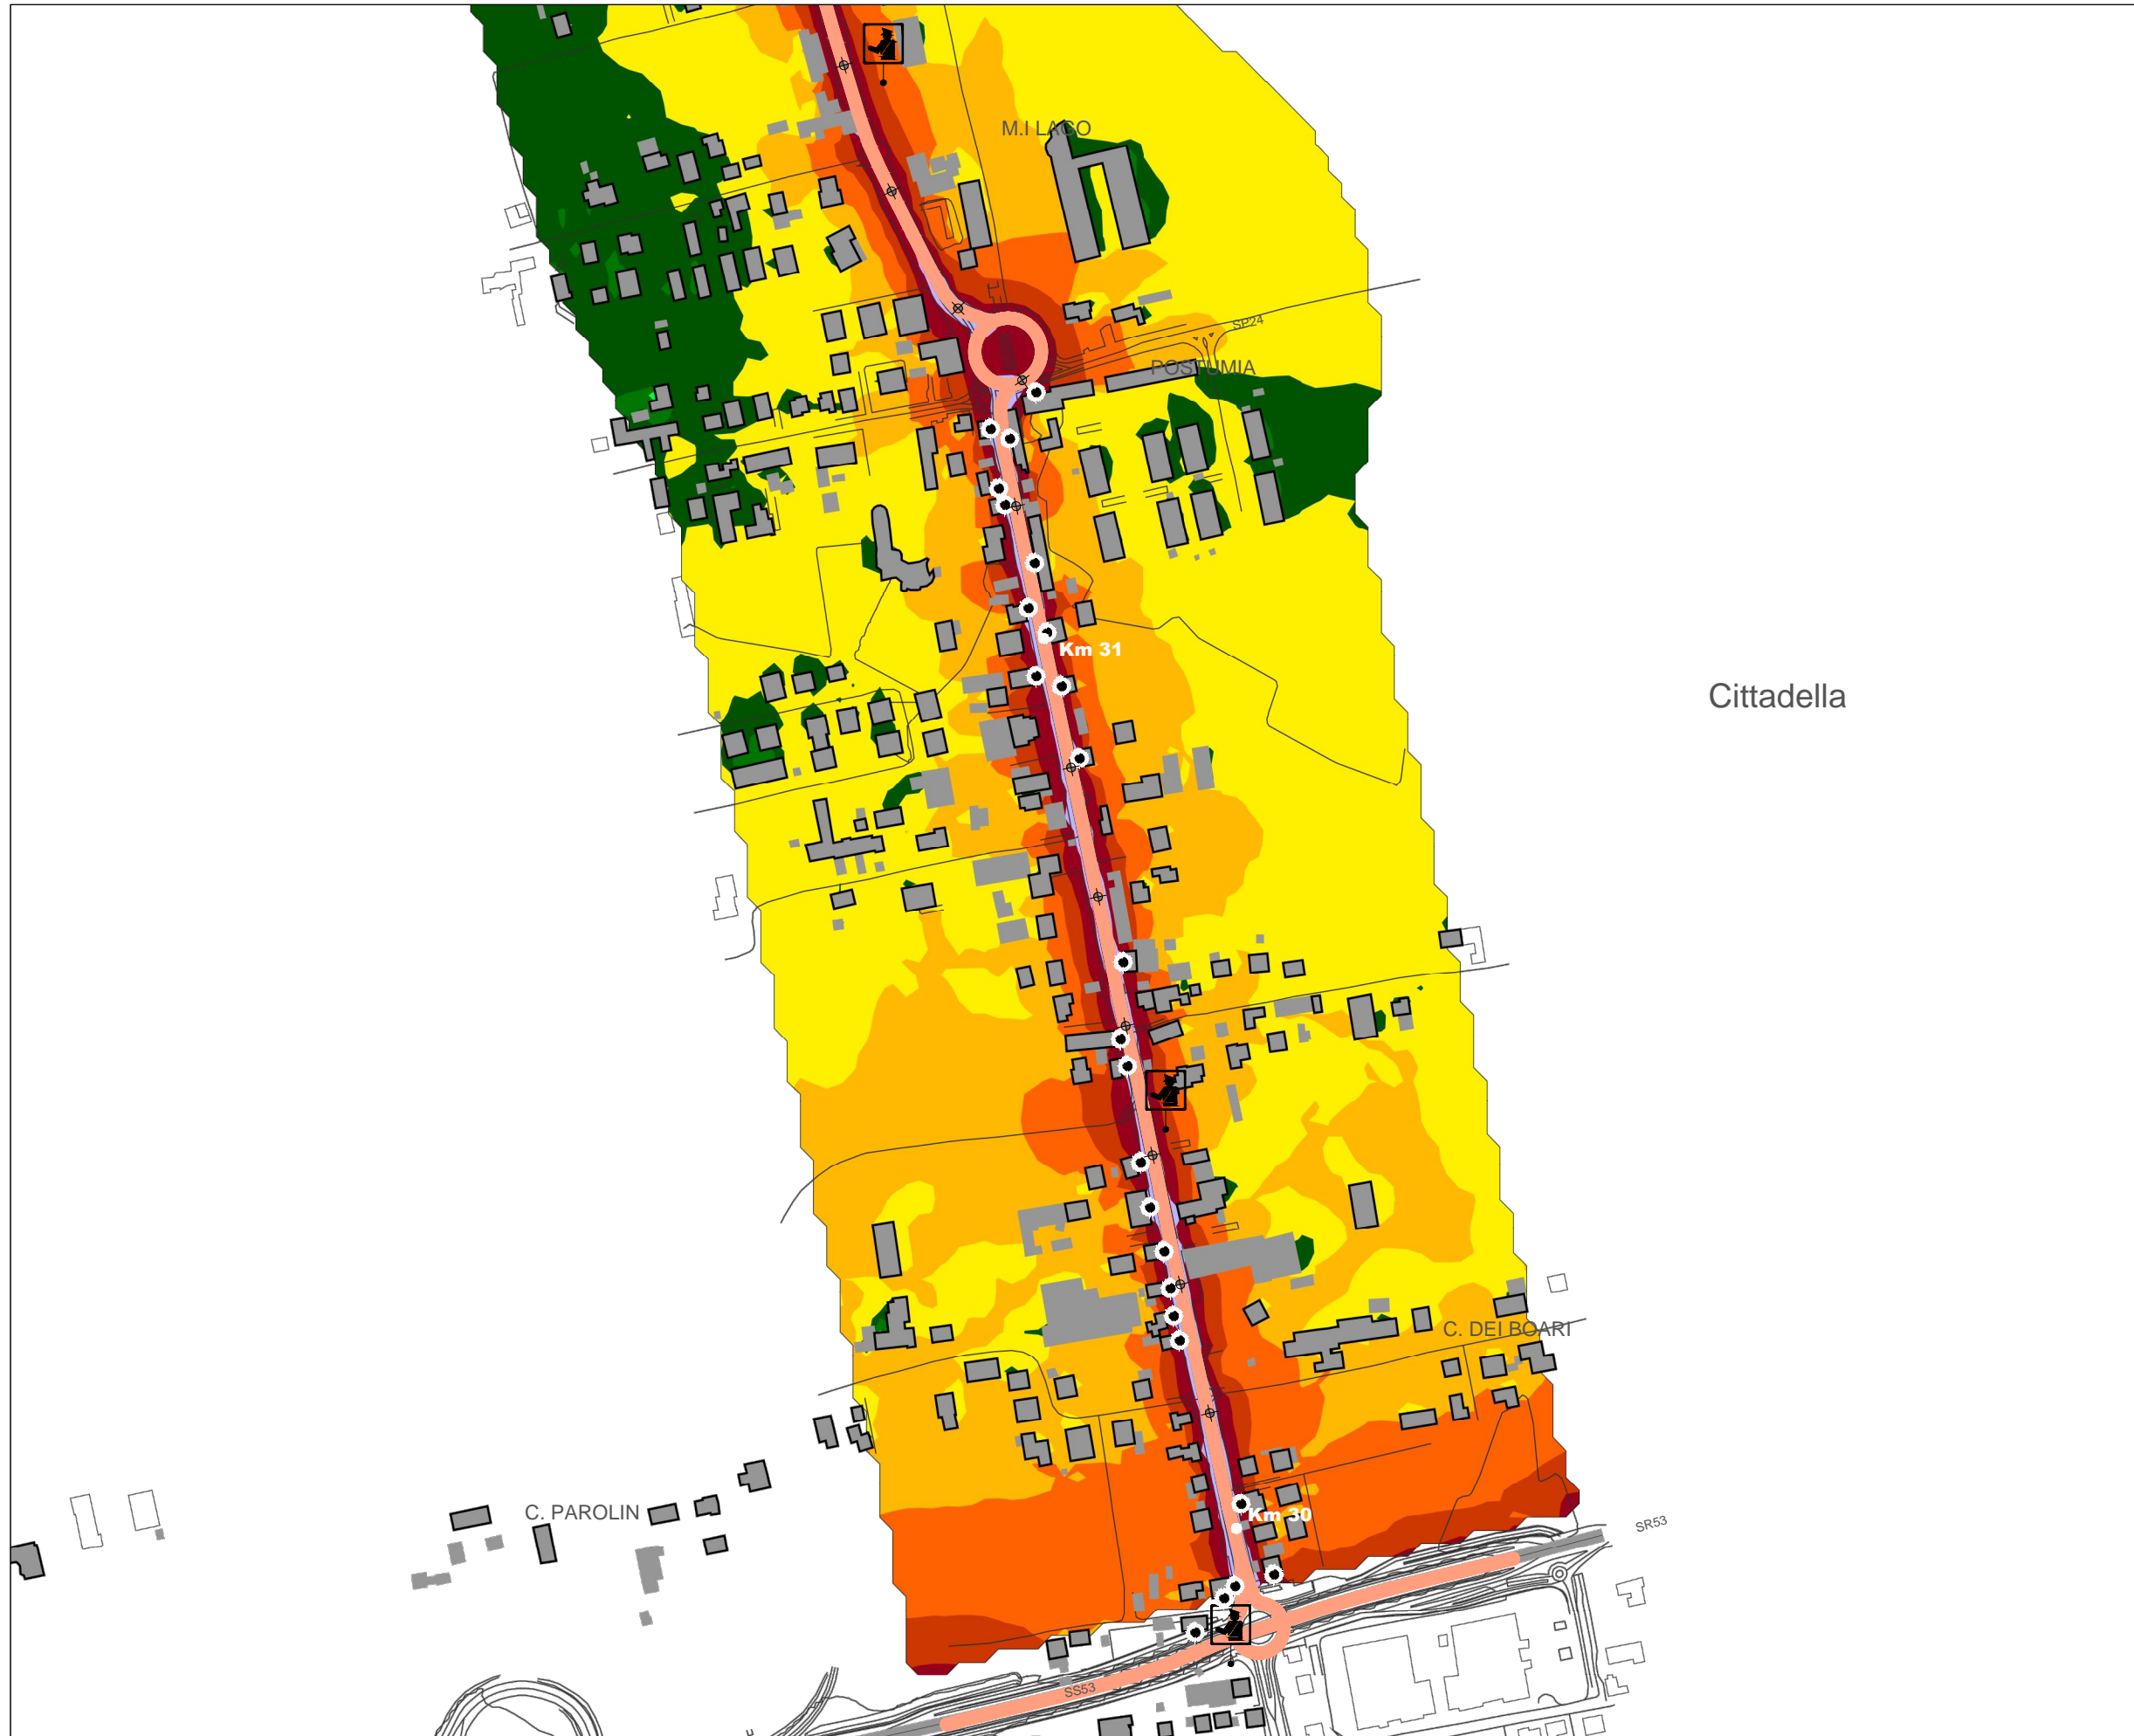 M.I LAGO
SP24
POSTUMIA
Km 31
Cittadella
C. DEI BOARI
C. PAROLIN
Km 30
SR53
SS53